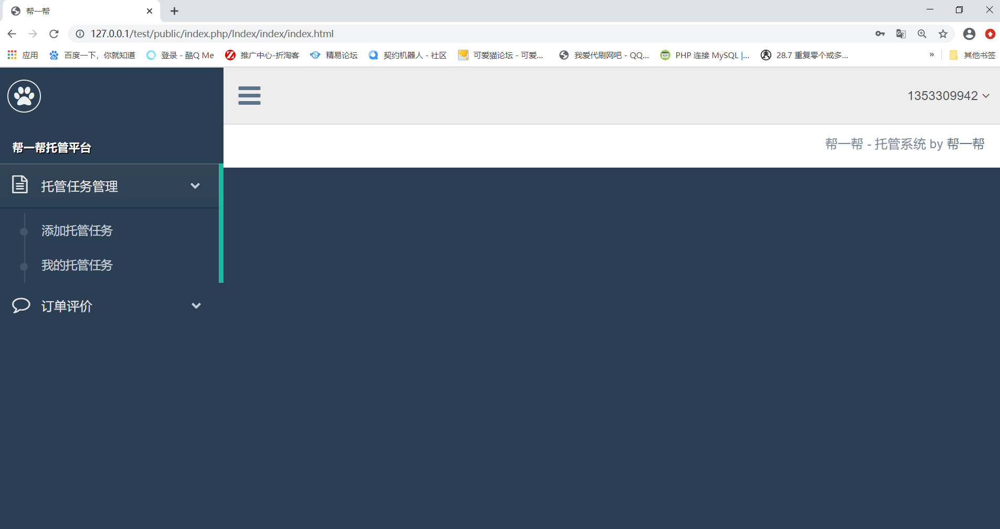 帮一帮
127.0.0.1/test/public/index.php/Index/index/index.html
应用 百度一下，你就知道 登录 - 酷Q Me 推广中心-折淘客 精易论坛 契约机器人 - 社区 可爱猫论坛 - 可爱... 我爱代刷网吧 - QQ... PHP 连接 MySQL |... 28.7 重复零个或多... » 其他书签
1353309942
帮一帮托管平台
帮一帮 - 托管系统 by 帮一帮
托管任务管理
添加托管任务
我的托管任务
订单评价